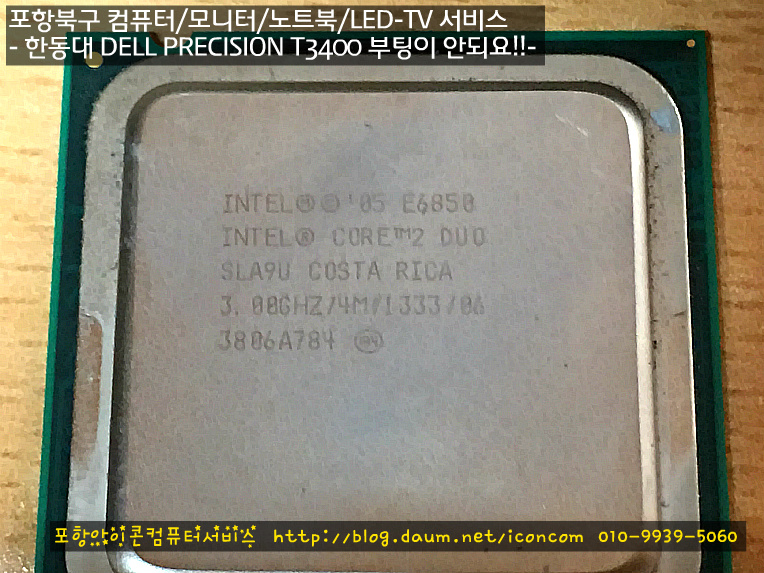 포항북구 컴퓨터/모니터/노트북/LED-TV 서비스
- 한동대 DELL PRECISION T3400 부팅이 안되요!!-
INTEL®©'05 E6850
INTEL® CORE™2 DUO
SLA9U COSTA RICA
3.00GHZ/4M/1333/06
3806A784 e4
포항아이콘컴퓨터서비스 http://blog.daum.net/iconcom 010-9939-5060